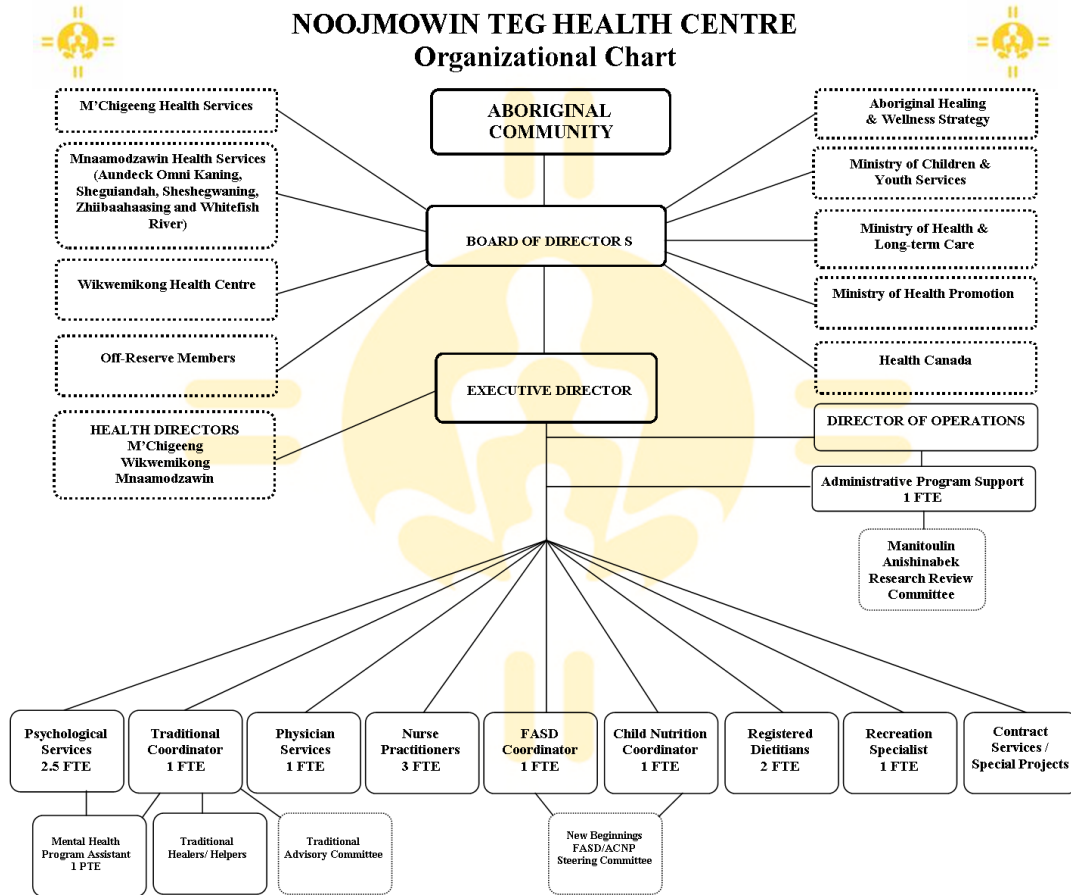 NOOJMOWIN TEG HEALTH CENTRE
Organizational Chart
M'Chigeeng Health Services
Mnaamodzawin Health Services
(Aundeck Omni Kaning,
Sheguiandah, Sheshegwaning,
Zhiibaahaasing and Whitefish
River)
Wikwemikong Health Centre
Off-Reserve Members
HEALTH DIRECTORS
M'Chigeeng
Wikwemikong
Mnaamodzawin
ABORIGINAL
COMMUNITY
BOARD OF DIRECTOR S
EXECUTIVE DIRECTOR
Aboriginal Healing
& Wellness Strategy
Ministry of Children &
Youth Services
Ministry of Health &
Long-term Care
Ministry of Health Promotion
Health Canada
DIRECTOR OF OPERATIONS
Administrative Program Support
1 FTE
Manitoulin
Anishinabek
Research Review
Committee
Psychological
Services
2.5 FTE
Traditional
Coordinator
1 FTE
Physician
Services
1 FTE
Nurse
Practitioners
3 FTE
FASD
Coordinator
1 FTE
Child Nutrition
Coordinator
1 FTE
Registered
Dietitians
2 FTE
Recreation
Specialist
1 FTE
Contract
Services /
Special Projects
Mental Health
Program Assistant
1 PTE
Traditional
Healers/ Helpers
Traditional
Advisory Committee
New Beginnings
FASD/ACNP
Steering Committee